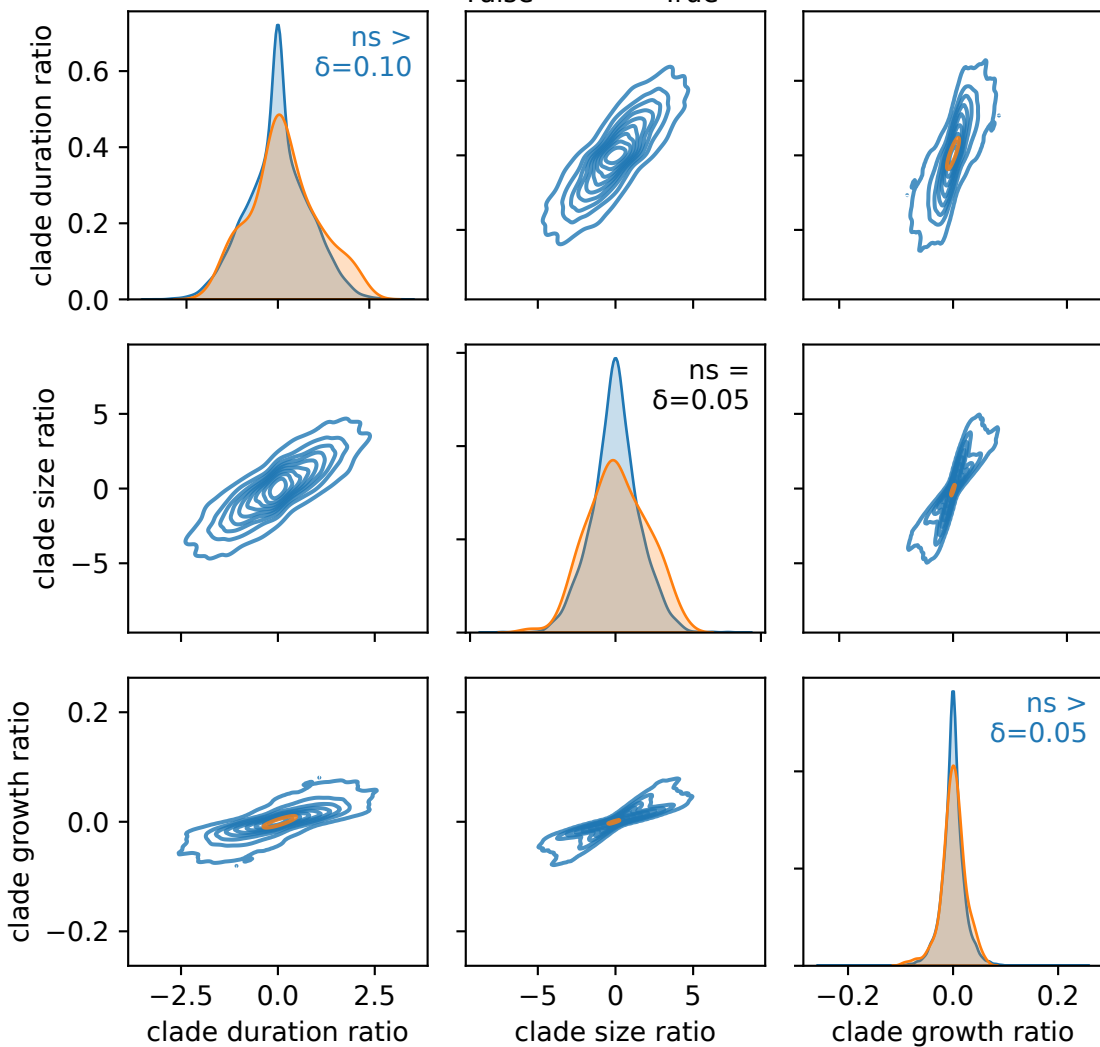 clade duration ratio
0.6
0.4
0.2
0.0
ns >
δ=0.10
clade size ratio
5
0
−5
ns =
δ=0.05
clade growth ratio
0.2
0.0
−0.2
ns >
δ=0.05
−2.5 0.0 2.5
−5 0 5
−0.2 0.0 0.2
clade duration ratio
clade size ratio
clade growth ratio